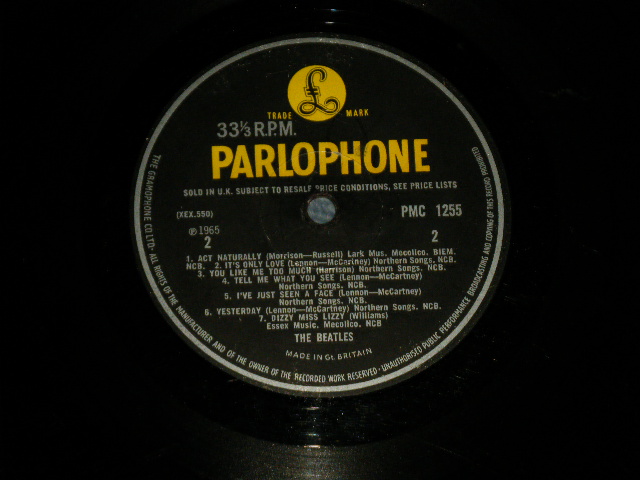 £
TRADE MARK
33⅓ R.P.M.
PARLOPHONE
SOLD IN U.K. SUBJECT TO RESALE PRICE CONDITIONS, SEE PRICE LISTS
(XEX.550) PMC 1255
℗1965
2 2
1. ACT NATURALLY (Morrison—Russell) Lark Mus. Mecolico. BIEM.
NCB. 2. IT'S ONLY LOVE (Lennon—McCartney) Northern Songs. NCB.
3. YOU LIKE ME TOO MUCH (Harrison) Northern Songs. NCB.
4. TELL ME WHAT YOU SEE (Lennon—McCartney)
Northern Songs. NCB.
5. I'VE JUST SEEN A FACE (Lennon—McCartney)
Northern Songs. NCB.
6. YESTERDAY (Lennon—McCartney) Northern Songs. NCB.
7. DIZZY MISS LIZZY (Williams)
Essex Music. Mecolico. NCB
THE BEATLES
MADE IN Gt. BRITAIN
THE GRAMOPHONE CO. LTD. ALL RIGHTS OF THE MANUFACTURER AND OF THE OWNER OF THE RECORDED WORK RESERVED. UNAUTHORISED PUBLIC PERFORMANCE BROADCASTING AND COPYING OF THIS RECORD PROHIBITED